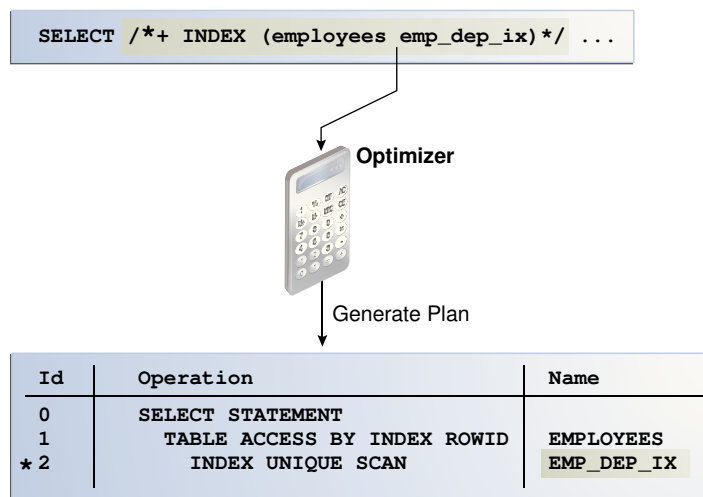 SELECT /*+ INDEX (employees emp_dep_ix)*/ ...
Optimizer
Generate Plan
Id Operation Name
0 SELECT STATEMENT
1 TABLE ACCESS BY INDEX ROWID EMPLOYEES
* 2 INDEX UNIQUE SCAN EMP_DEP_IX